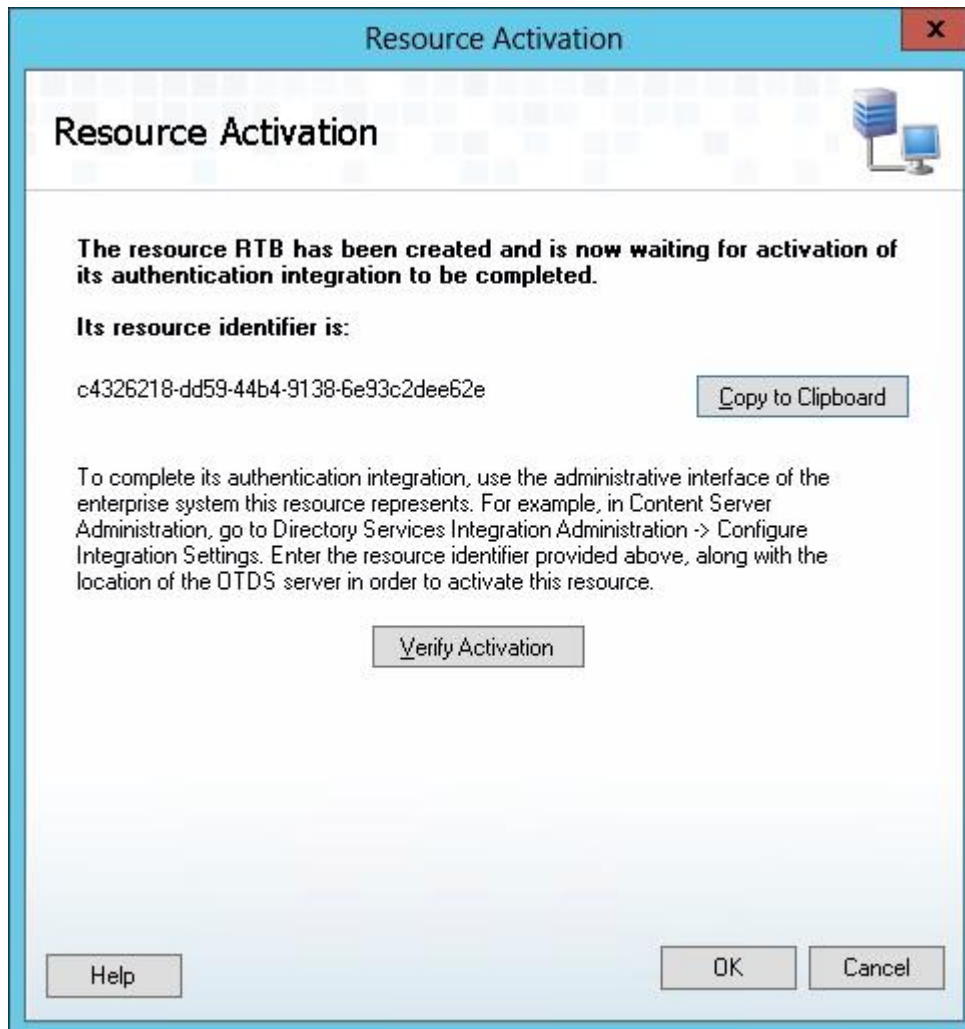 Resource Activation
x
Resource Activation
The resource RTB has been created and is now waiting for activation of
its authentication integration to be completed.
Its resource identifier is:
c4326218-dd59-44b4-9138-6e93c2dee62e
Copy to Clipboard
To complete its authentication integration, use the administrative interface of the
enterprise system this resource represents. For example, in Content Server
Administration, go to Directory Services Integration Administration -> Configure
Integration Settings. Enter the resource identifier provided above, along with the
location of the OTDS server in order to activate this resource.
Verify Activation
Help
OK
Cancel